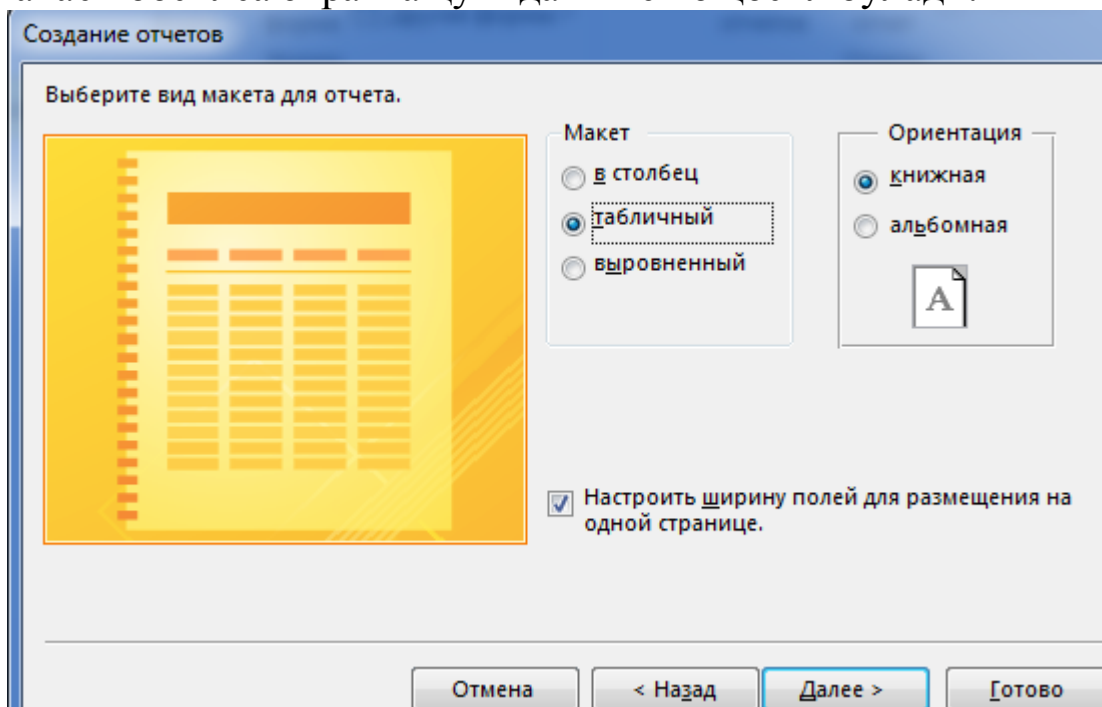 Создание отчетов
Выберите вид макета для отчета.
Макет
в столбец
табличный
выровненный
Ориентация
книжная
альбомная
A
Настроить ширину полей для размещения на
одной странице.
Отмена
< Назад
Далее >
Готово